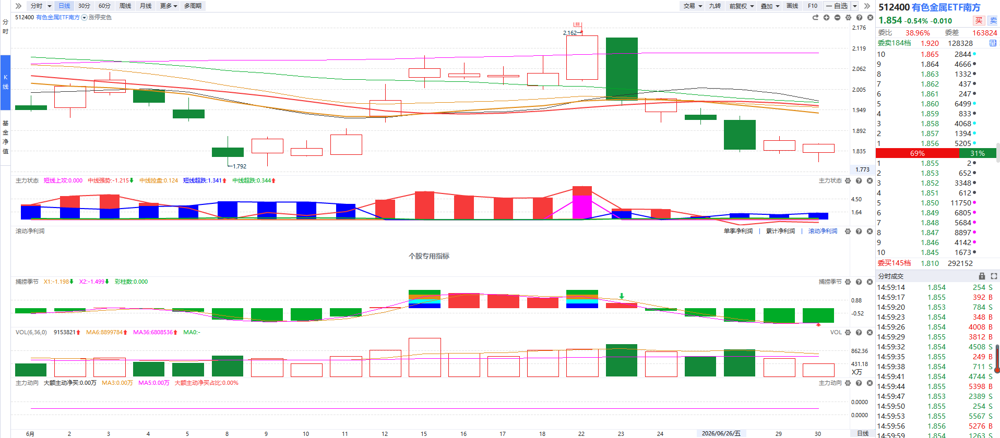 分时 日线 30分 60分 周线 月线 更多 多周期 交易 九转 前复权 叠加 画线 F10 一自选
512400 有色金属ETF南方 涨停变色
分时
K线
基金净值
2.162
1.792
2.176
2.119
2.062
2.005
1.949
1.892
1.835
1.773
主力状态 短线上攻:0.000 中线强势:-1.215 中线控盘:0.124 短线超跌:1.341 中线超跌:0.344 主力状态
4.50
1.64
滚动净利润 单季净利润 | 累计净利润 | 滚动净利润
个股专用指标
捕捞季节 X1:-1.198 X2:-1.499 彩柱数:0.000 捕捞季节
0.88
-0.52
VOL(6,36,0) 9153821 MA6:8899784 MA36:6808536 MA0:- VOL
862.36
431.18
X万
主力动向 大额主动净买:0.00万 MA3:0.00万 MA5:0.00万 大额主动净买占比:0.00% 主力动向
0.0000
0.0000
6月 2 3 4 5 8 9 10 11 12 15 16 17 18 22 23 24 2026/06/26/五 29 30 日线
512400 有色金属ETF南方
1.854 -0.54% -0.010 买 卖
委比 38.96% 委差 163824
委卖184档 1.920 128328
10 1.865 2844
9 1.864 4666
8 1.863 1332
7 1.862 437
6 1.861 247
5 1.860 6499
4 1.859 833
3 1.858 4068
2 1.857 1394
1 1.856 5205
69% 31%
1 1.855 2
2 1.853 652
3 1.852 3348
4 1.851 612
5 1.850 11750
6 1.849 6805
7 1.848 5684
8 1.847 8897
9 1.846 4142
10 1.845 1673
委买145档 1.810 292152
分时成交
14:59:14 1.854 254 S
14:59:17 1.855 392 B
14:59:20 1.853 784 S
14:59:23 1.854 348 B
14:59:26 1.854 4008 B
14:59:29 1.855 3812 B
14:59:32 1.854 4508 S
14:59:35 1.855 249 B
14:59:38 1.854 711 S
14:59:41 1.854 4744 S
14:59:44 1.855 5398 B
14:59:47 1.853 2389 S
14:59:50 1.855 254 S
14:59:53 1.855 5567 S
14:59:56 1.855 5276 B
14:59:59 1.854 1263 S